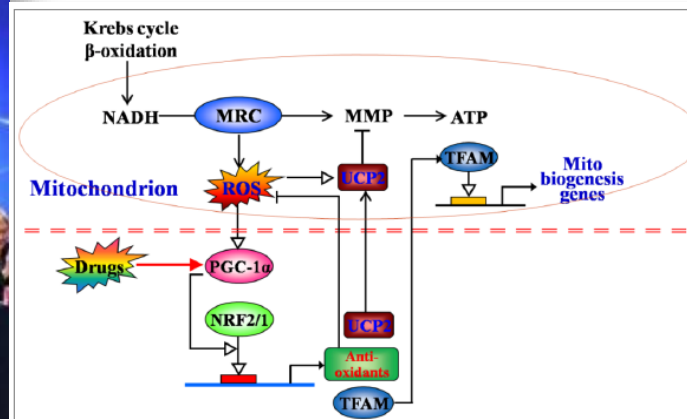 Krebs cycle
β-oxidation
NADH
MRC
MMP
ATP
TFAM
Mito
biogenesis
genes
Mitochondrion
ROS
UCP2
Drugs
PGC-1α
NRF2/1
UCP2
Anti-
oxidants
TFAM